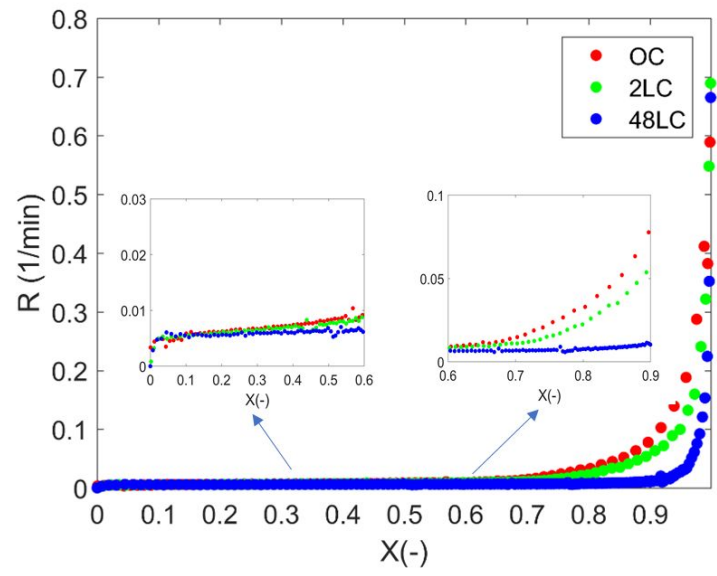 0.8
0.7
0.6
0.5
0.4
0.3
0.2
0.1
0
R (1/min)
OC
2LC
48LC
0.03
0.02
0.01
0
0 0.1 0.2 0.3 0.4 0.5 0.6
X(-)
0.1
0.05
0
0.6 0.7 0.8 0.9
X(-)
0 0.1 0.2 0.3 0.4 0.5 0.6 0.7 0.8 0.9
X(-)